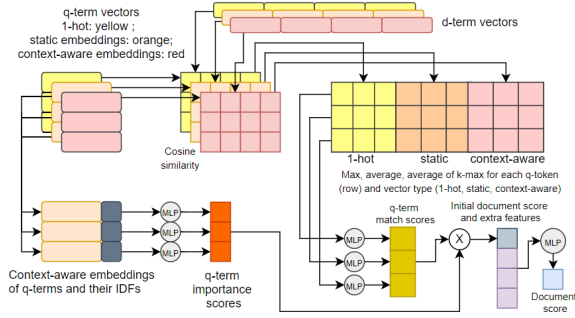 q-term vectors
1-hot: yellow ;
static embeddings: orange;
context-aware embeddings: red
d-term vectors
Cosine
similarity
1-hot static context-aware
Max, average, average of k-max for each q-token
(row) and vector type (1-hot, static, context-aware)
MLP
MLP
MLP
Context-aware embeddings
of q-terms and their IDFs
q-term
importance
scores
q-term
match scores
MLP
MLP
MLP
X
Initial document score
and extra features
MLP
Document
score